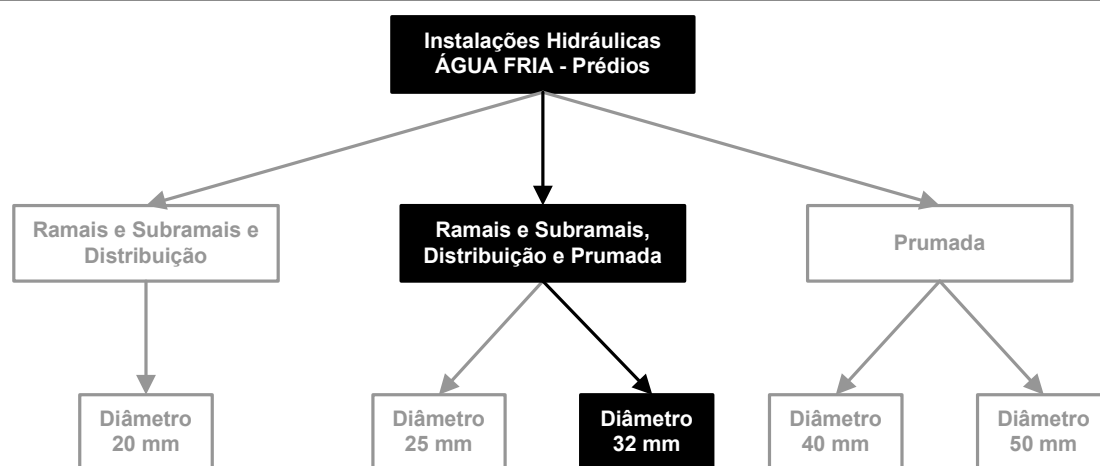 Instalações Hidráulicas
ÁGUA FRIA - Prédios
Ramais e Subramais e
Distribuição
Ramais e Subramais,
Distribuição e Prumada
Prumada
Diâmetro
20 mm
Diâmetro
25 mm
Diâmetro
32 mm
Diâmetro
40 mm
Diâmetro
50 mm